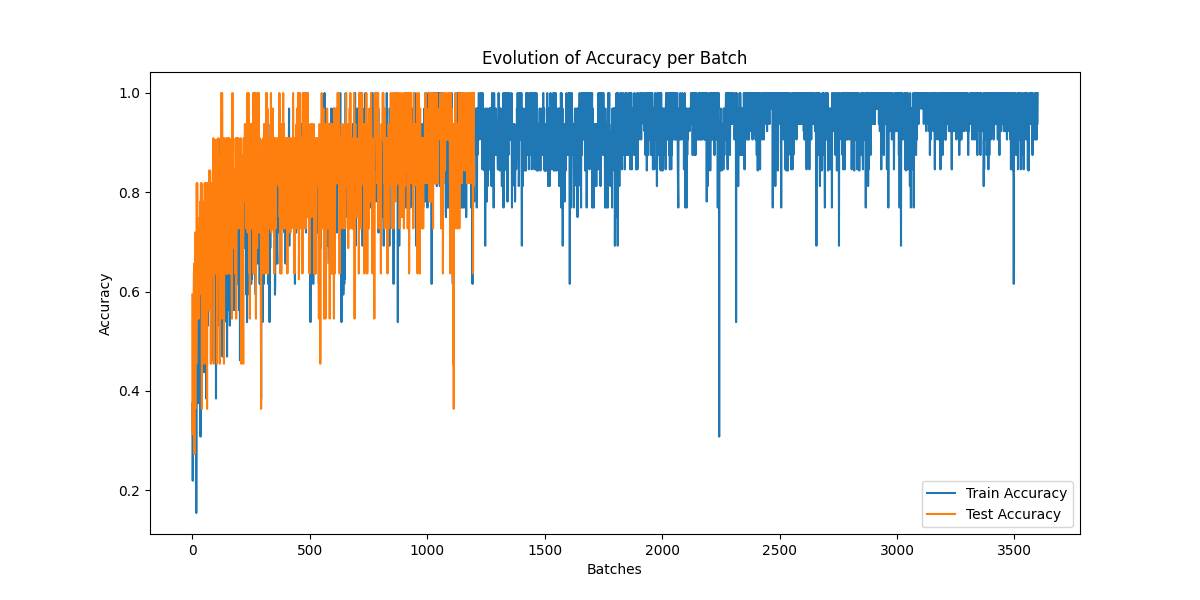 Evolution of Accuracy per Batch
1.0
0.8
0.6
0.4
0.2
Accuracy
0 500 1000 1500 2000 2500 3000 3500
Batches
Train Accuracy
Test Accuracy